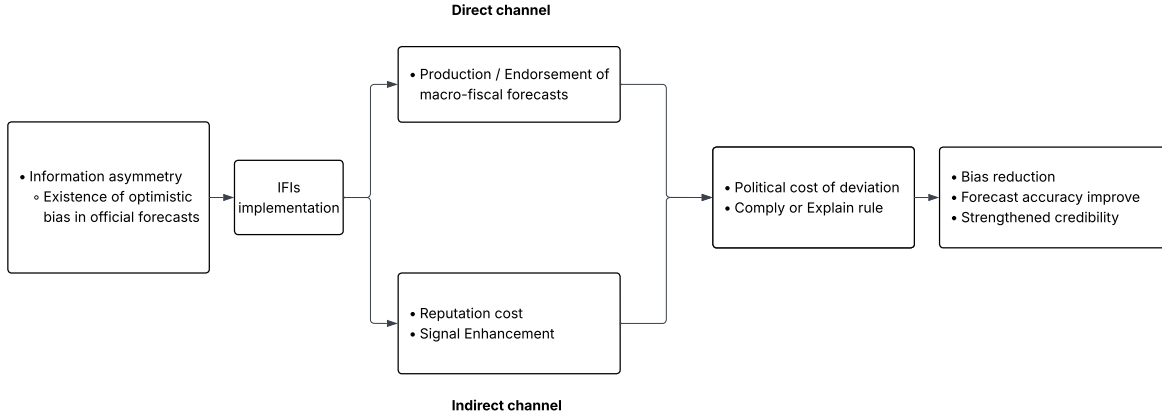 Direct channel
• Production / Endorsement of
macro-fiscal forecasts
• Information asymmetry
◦ Existence of optimistic
bias in official forecasts
IFIs
implementation
• Political cost of deviation
• Comply or Explain rule
• Bias reduction
• Forecast accuracy improve
• Strengthened credibility
• Reputation cost
• Signal Enhancement
Indirect channel